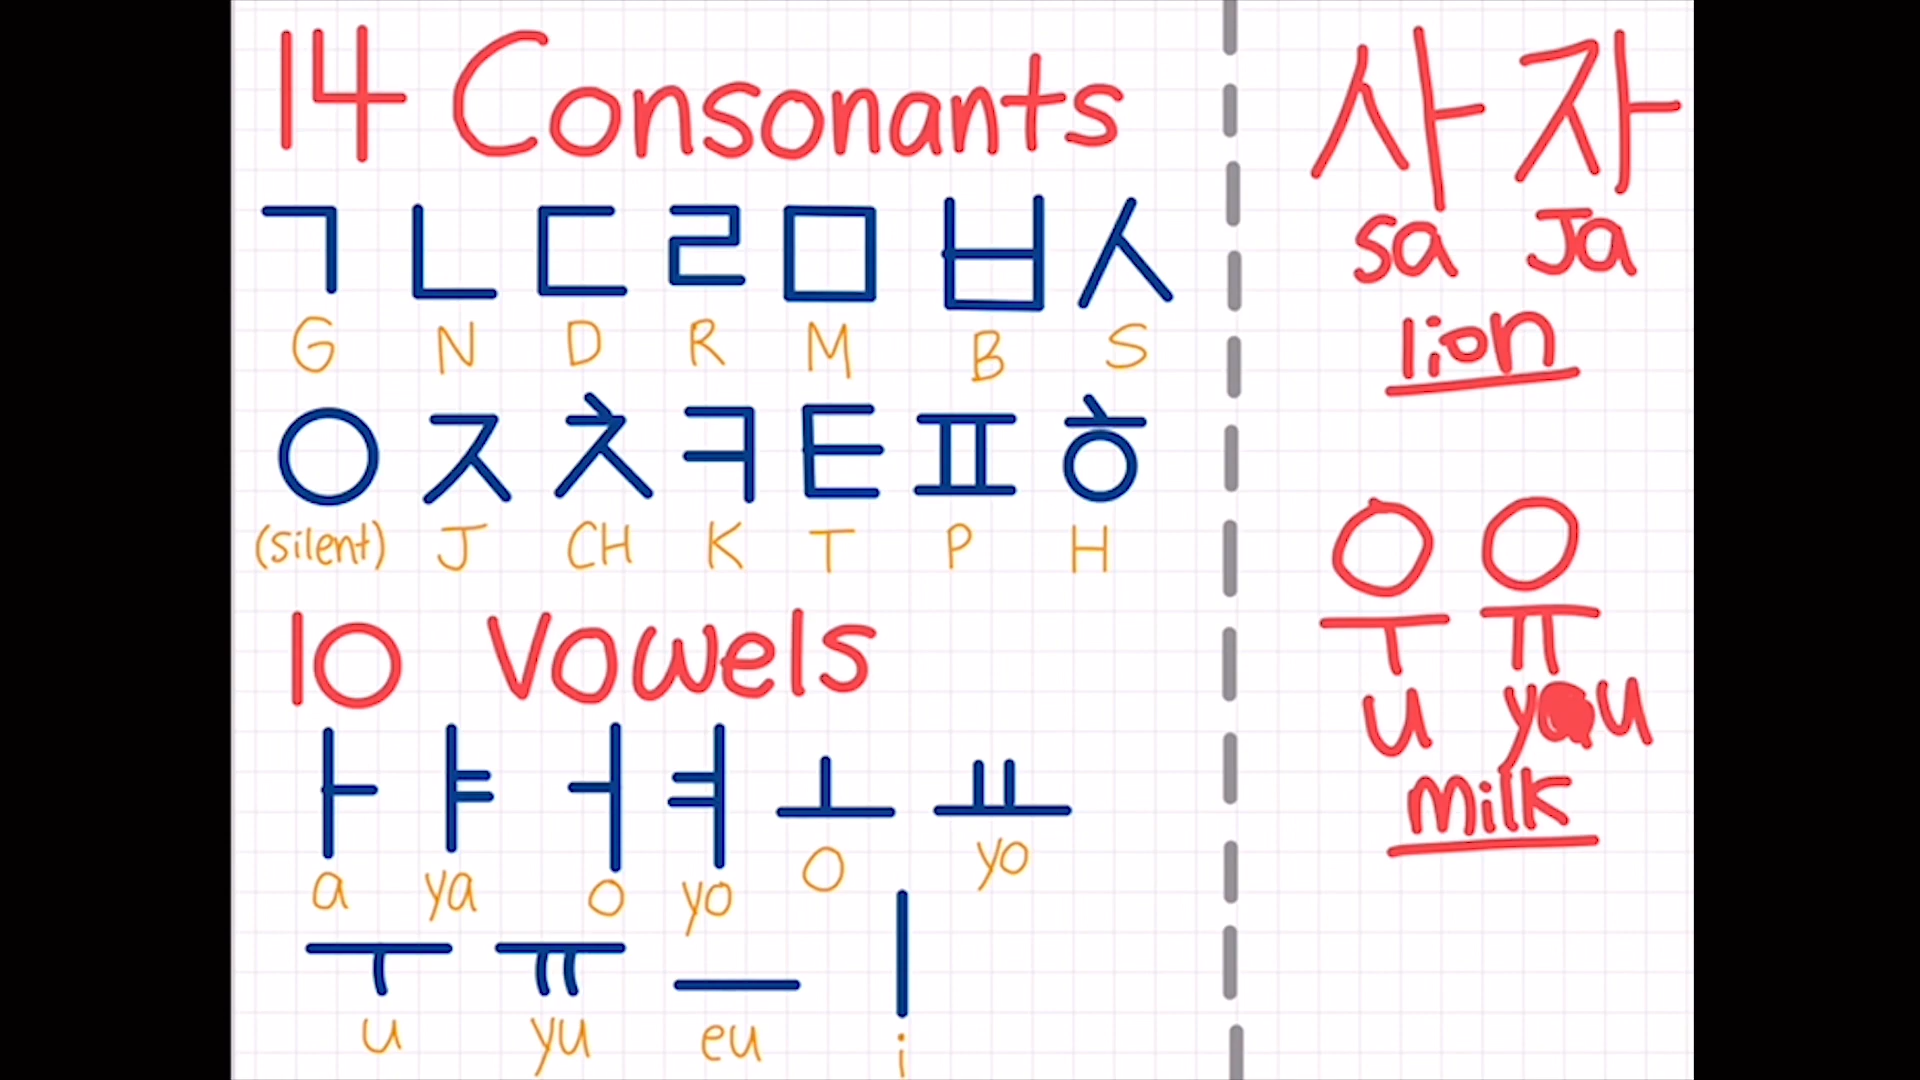 14 Consonants
ㄱ ㄴ ㄷ ㄹ ㅁ ㅂ ㅅ
G N D R M B S
ㅇ ㅈ ㅊ ㅋ ㅌ ㅍ ㅎ
(silent) J CH K T P H
10 Vowels
ㅏ ㅑ ㅓ ㅕ ㅗ ㅛ
a ya o yo o yo
ㅜ ㅠ ㅡ ㅣ
u yu eu i
사자
sa Ja
lion
우유
u yu
milk